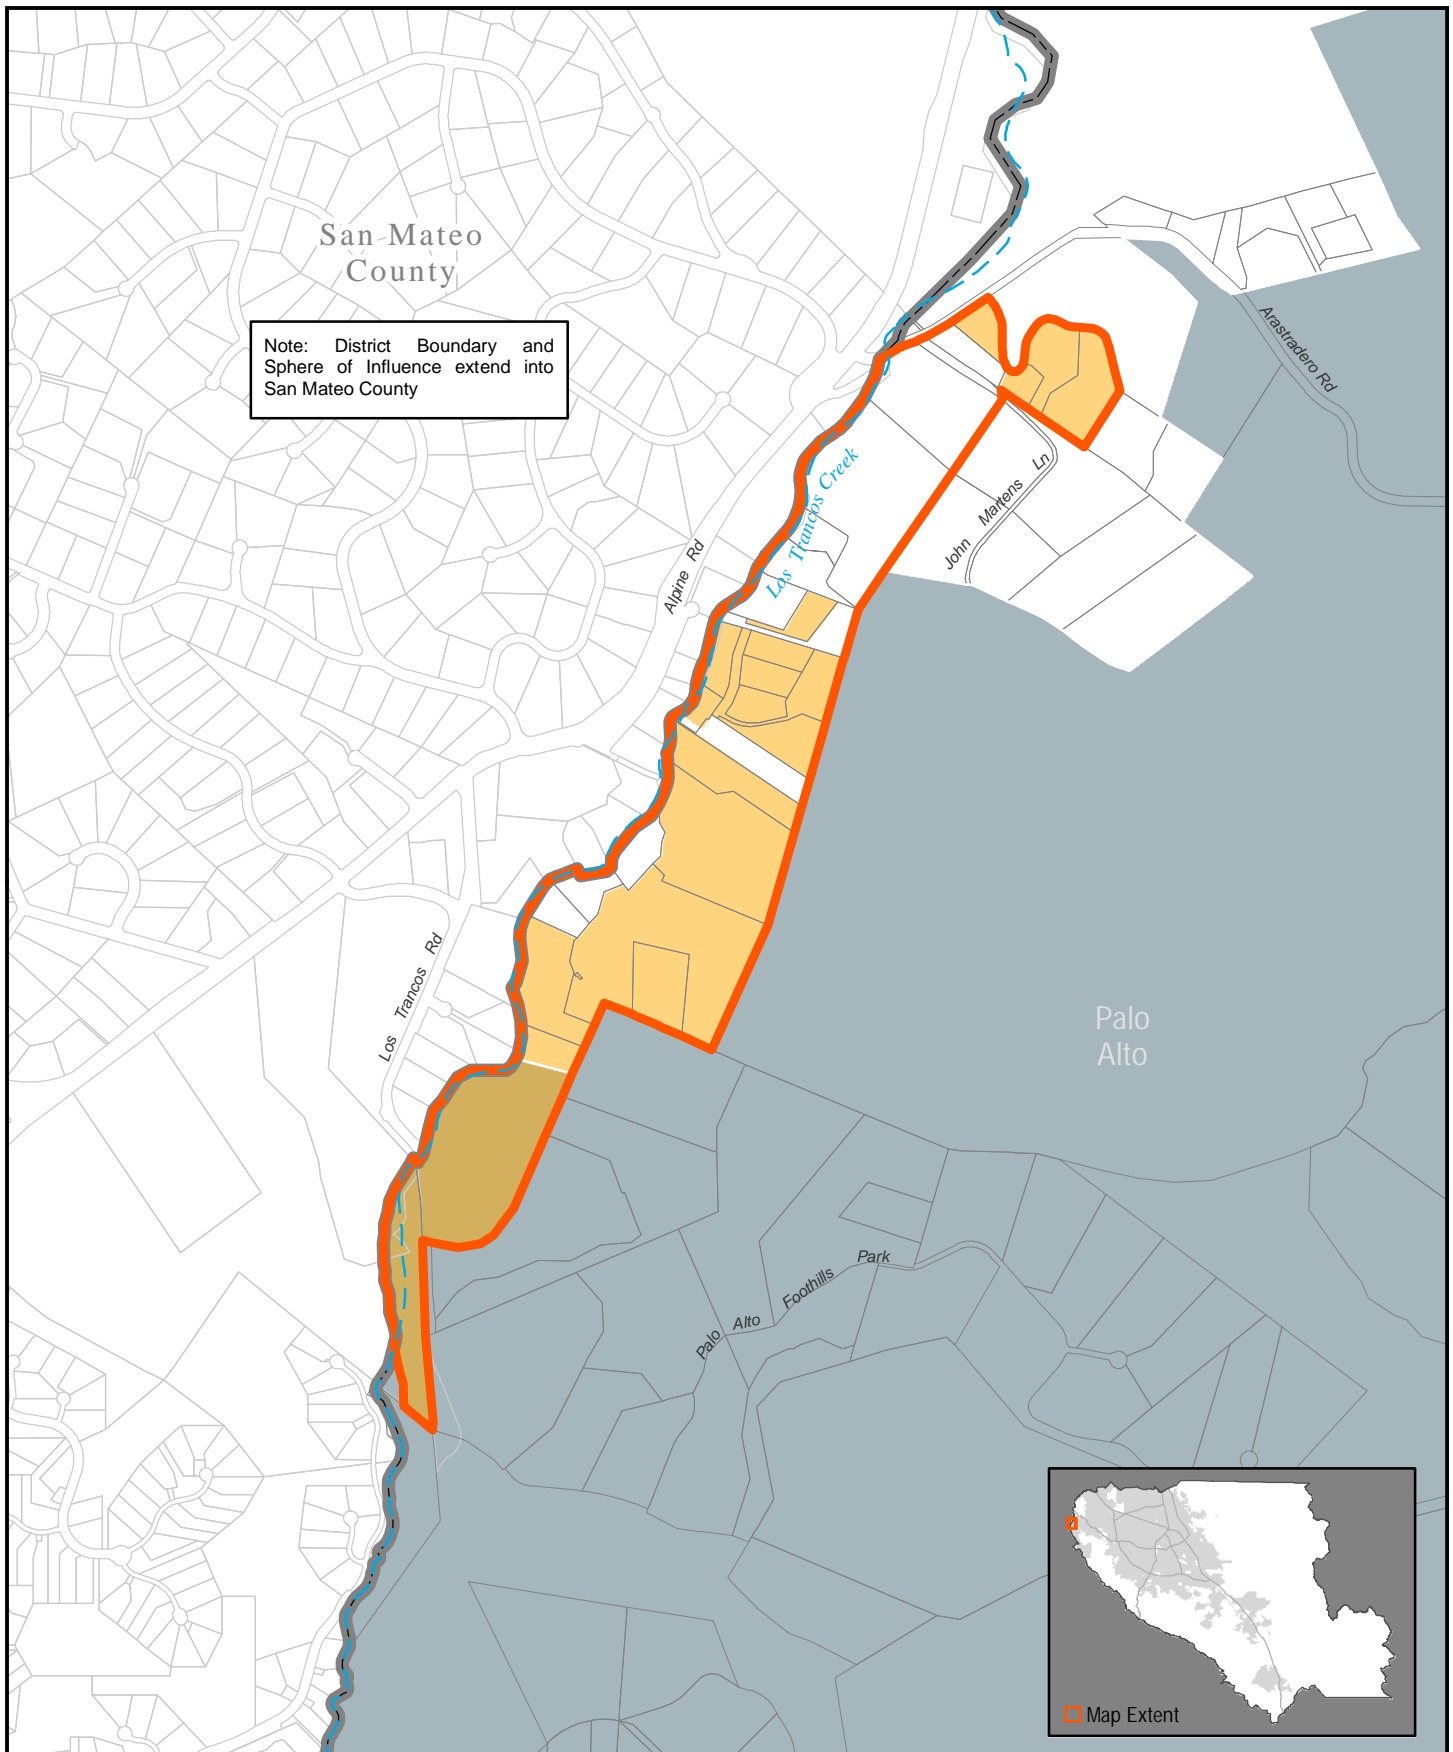 San Mateo
County
Note: District Boundary and
Sphere of Influence extend into
San Mateo County
Arastradero Rd
John Martens Ln
Los Trancos Creek
Alpine Rd
Los Trancos Rd
Palo
Alto
Palo Alto Foothills Park
Map Extent